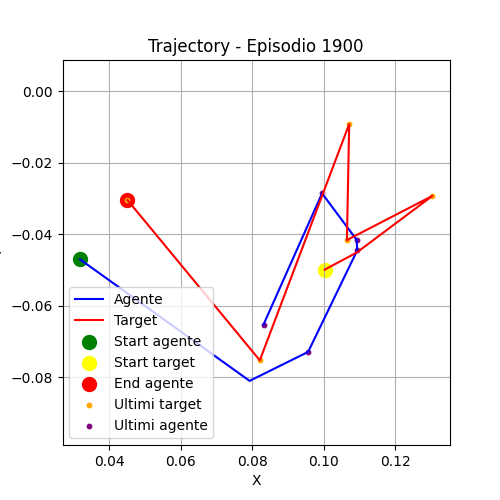 Trajectory - Episodio 1900
0.00
−0.02
−0.04
−0.06
−0.08
Agente
Target
Start agente
Start target
End agente
Ultimi target
Ultimi agente
0.04 0.06 0.08 0.10 0.12
X